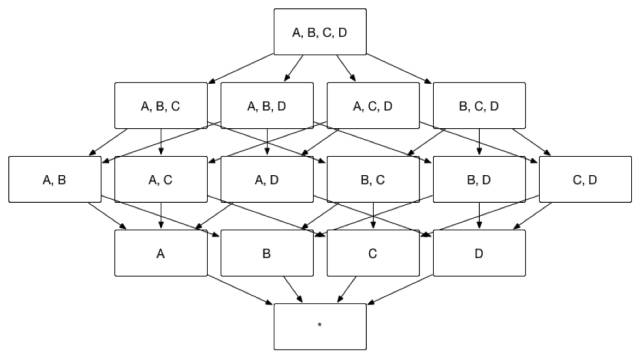 A, B, C, D
A, B, C
A, B, D
A, C, D
B, C, D
A, B
A, C
A, D
B, C
B, D
C, D
A
B
C
D
*